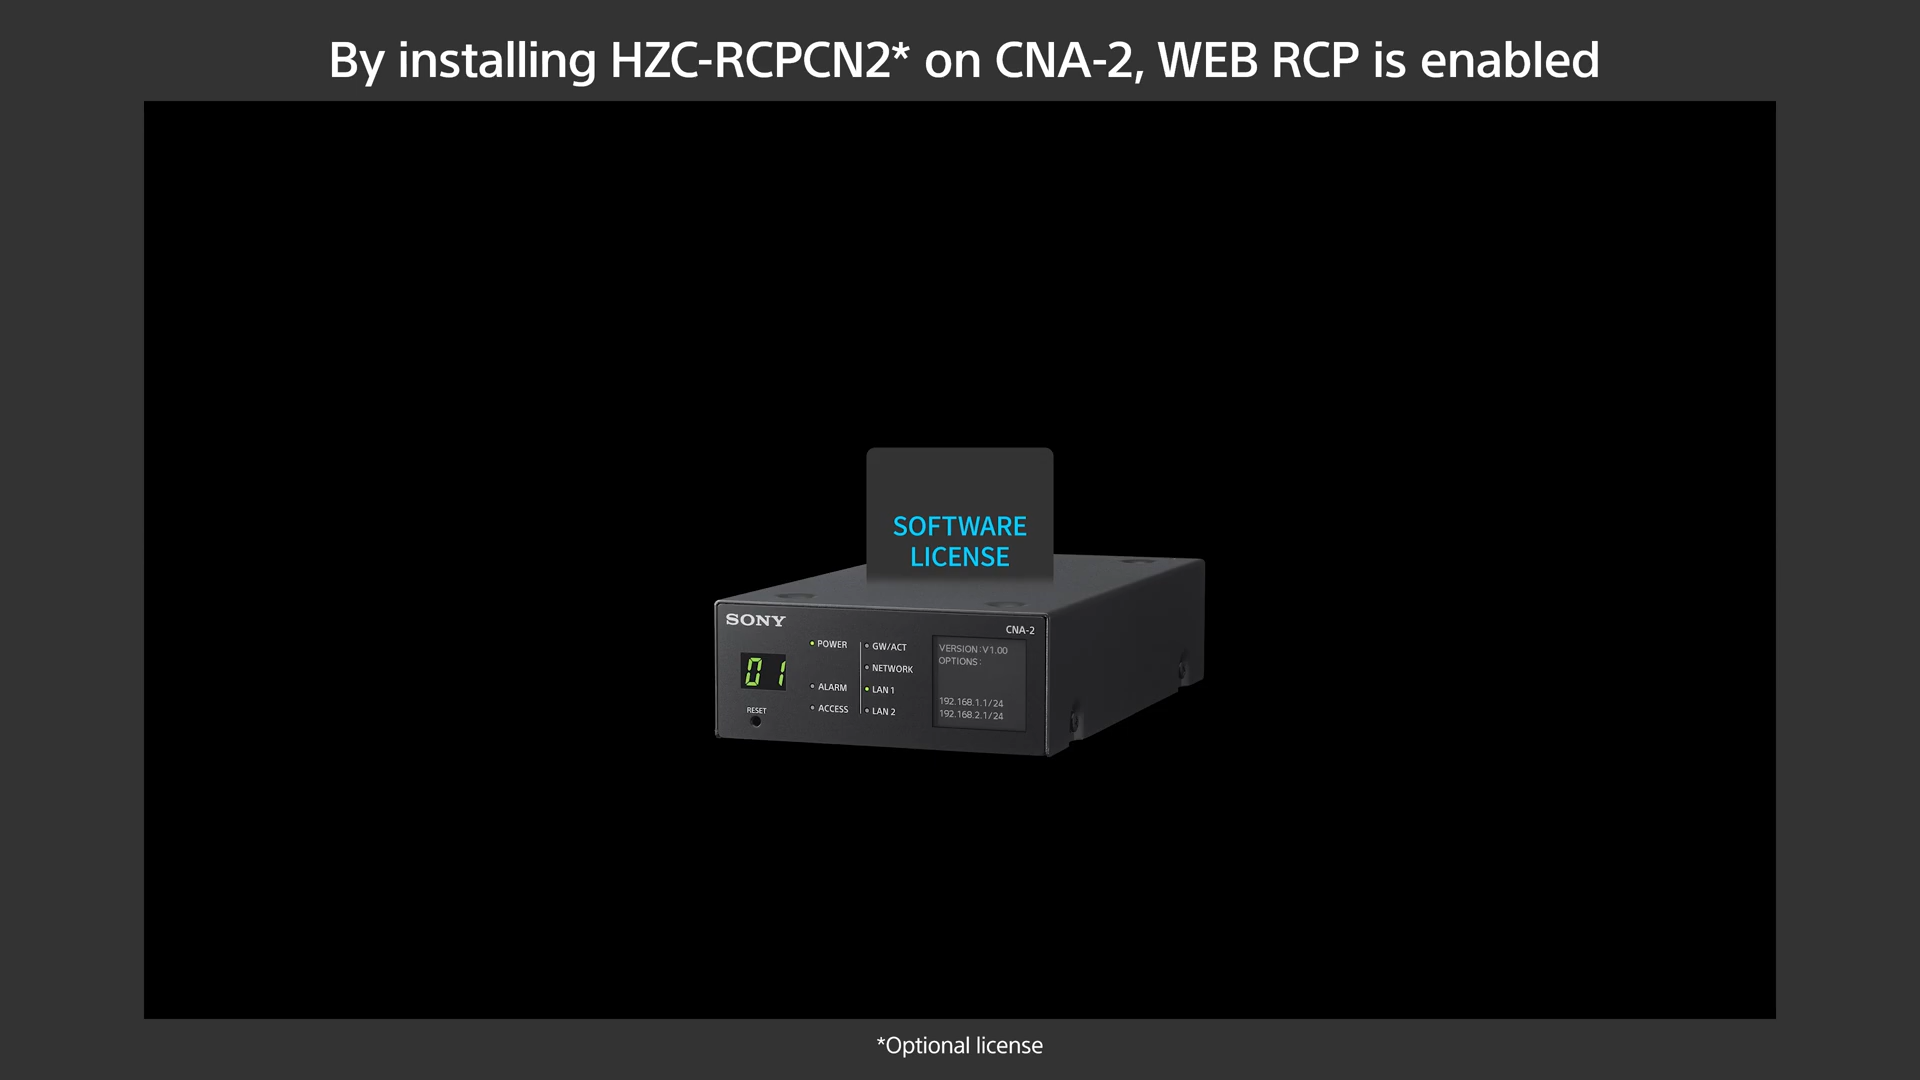 By installing HZC-RCPCN2* on CNA-2, WEB RCP is enabled
SOFTWARE
LICENSE
SONY
CNA-2
01
RESET
POWER
ALARM
ACCESS
GW/ACT
NETWORK
LAN 1
LAN 2
VERSION:V1.00
OPTIONS:
192.168.1.1/24
192.168.2.1/24
*Optional license